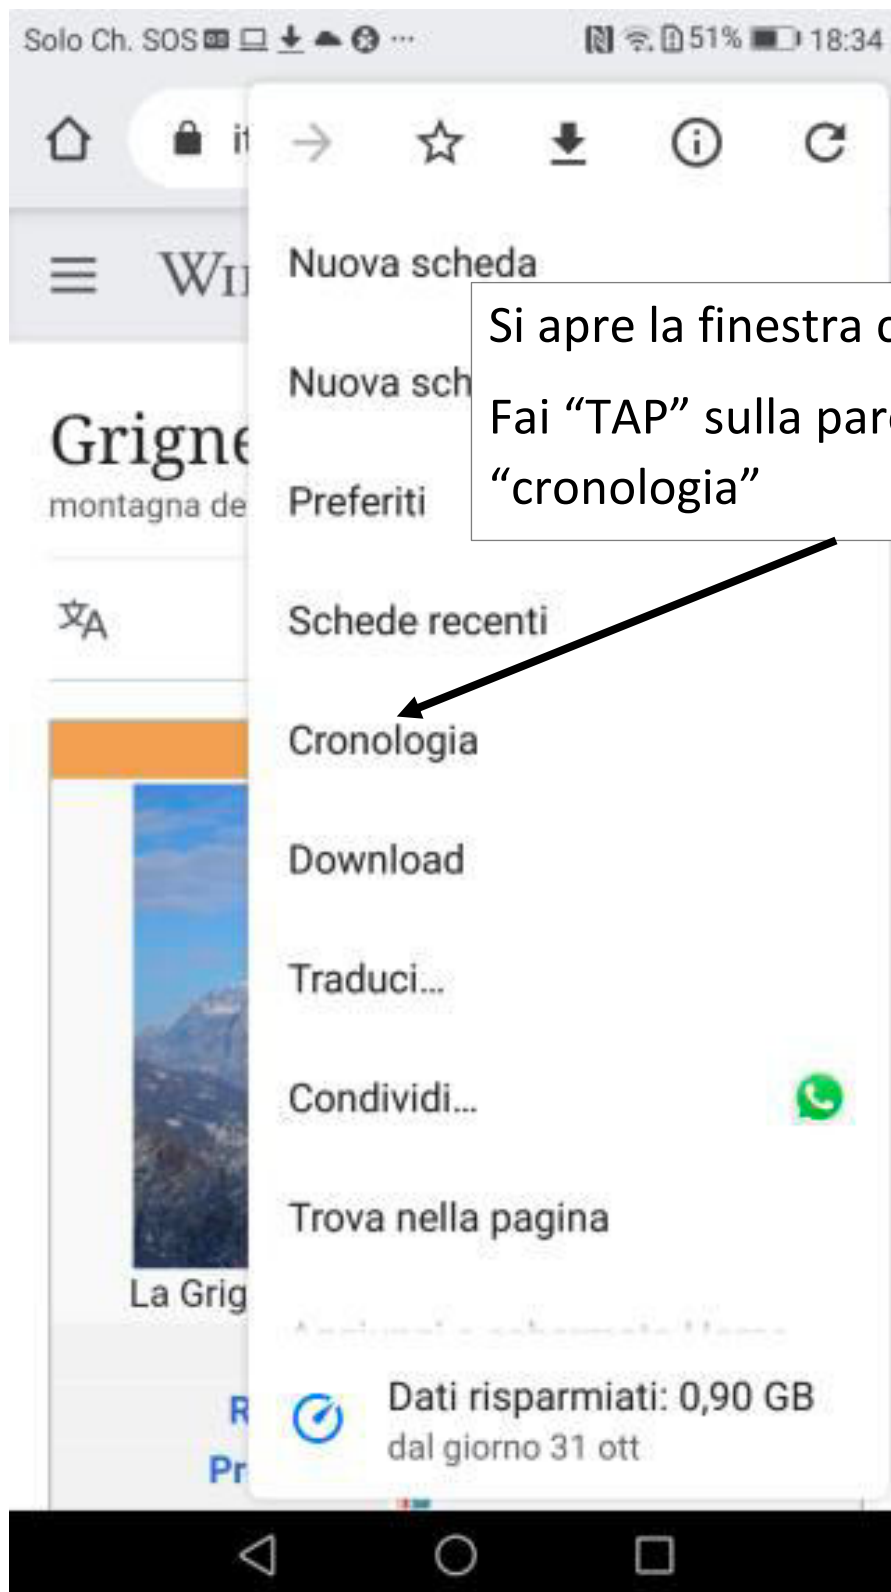 Solo Ch. SOS 51% 18:34
Nuova scheda
Si apre la finestra
Nuova sch
Fai “TAP” sulla
“cronologia”
Grigne
montagna de
Preferiti
Schede recenti
Cronologia
Download
Traduci...
Condividi...
Trova nella pagina
La Grig
Dati risparmiati: 0,90 GB
dal giorno 31 ott
Pr